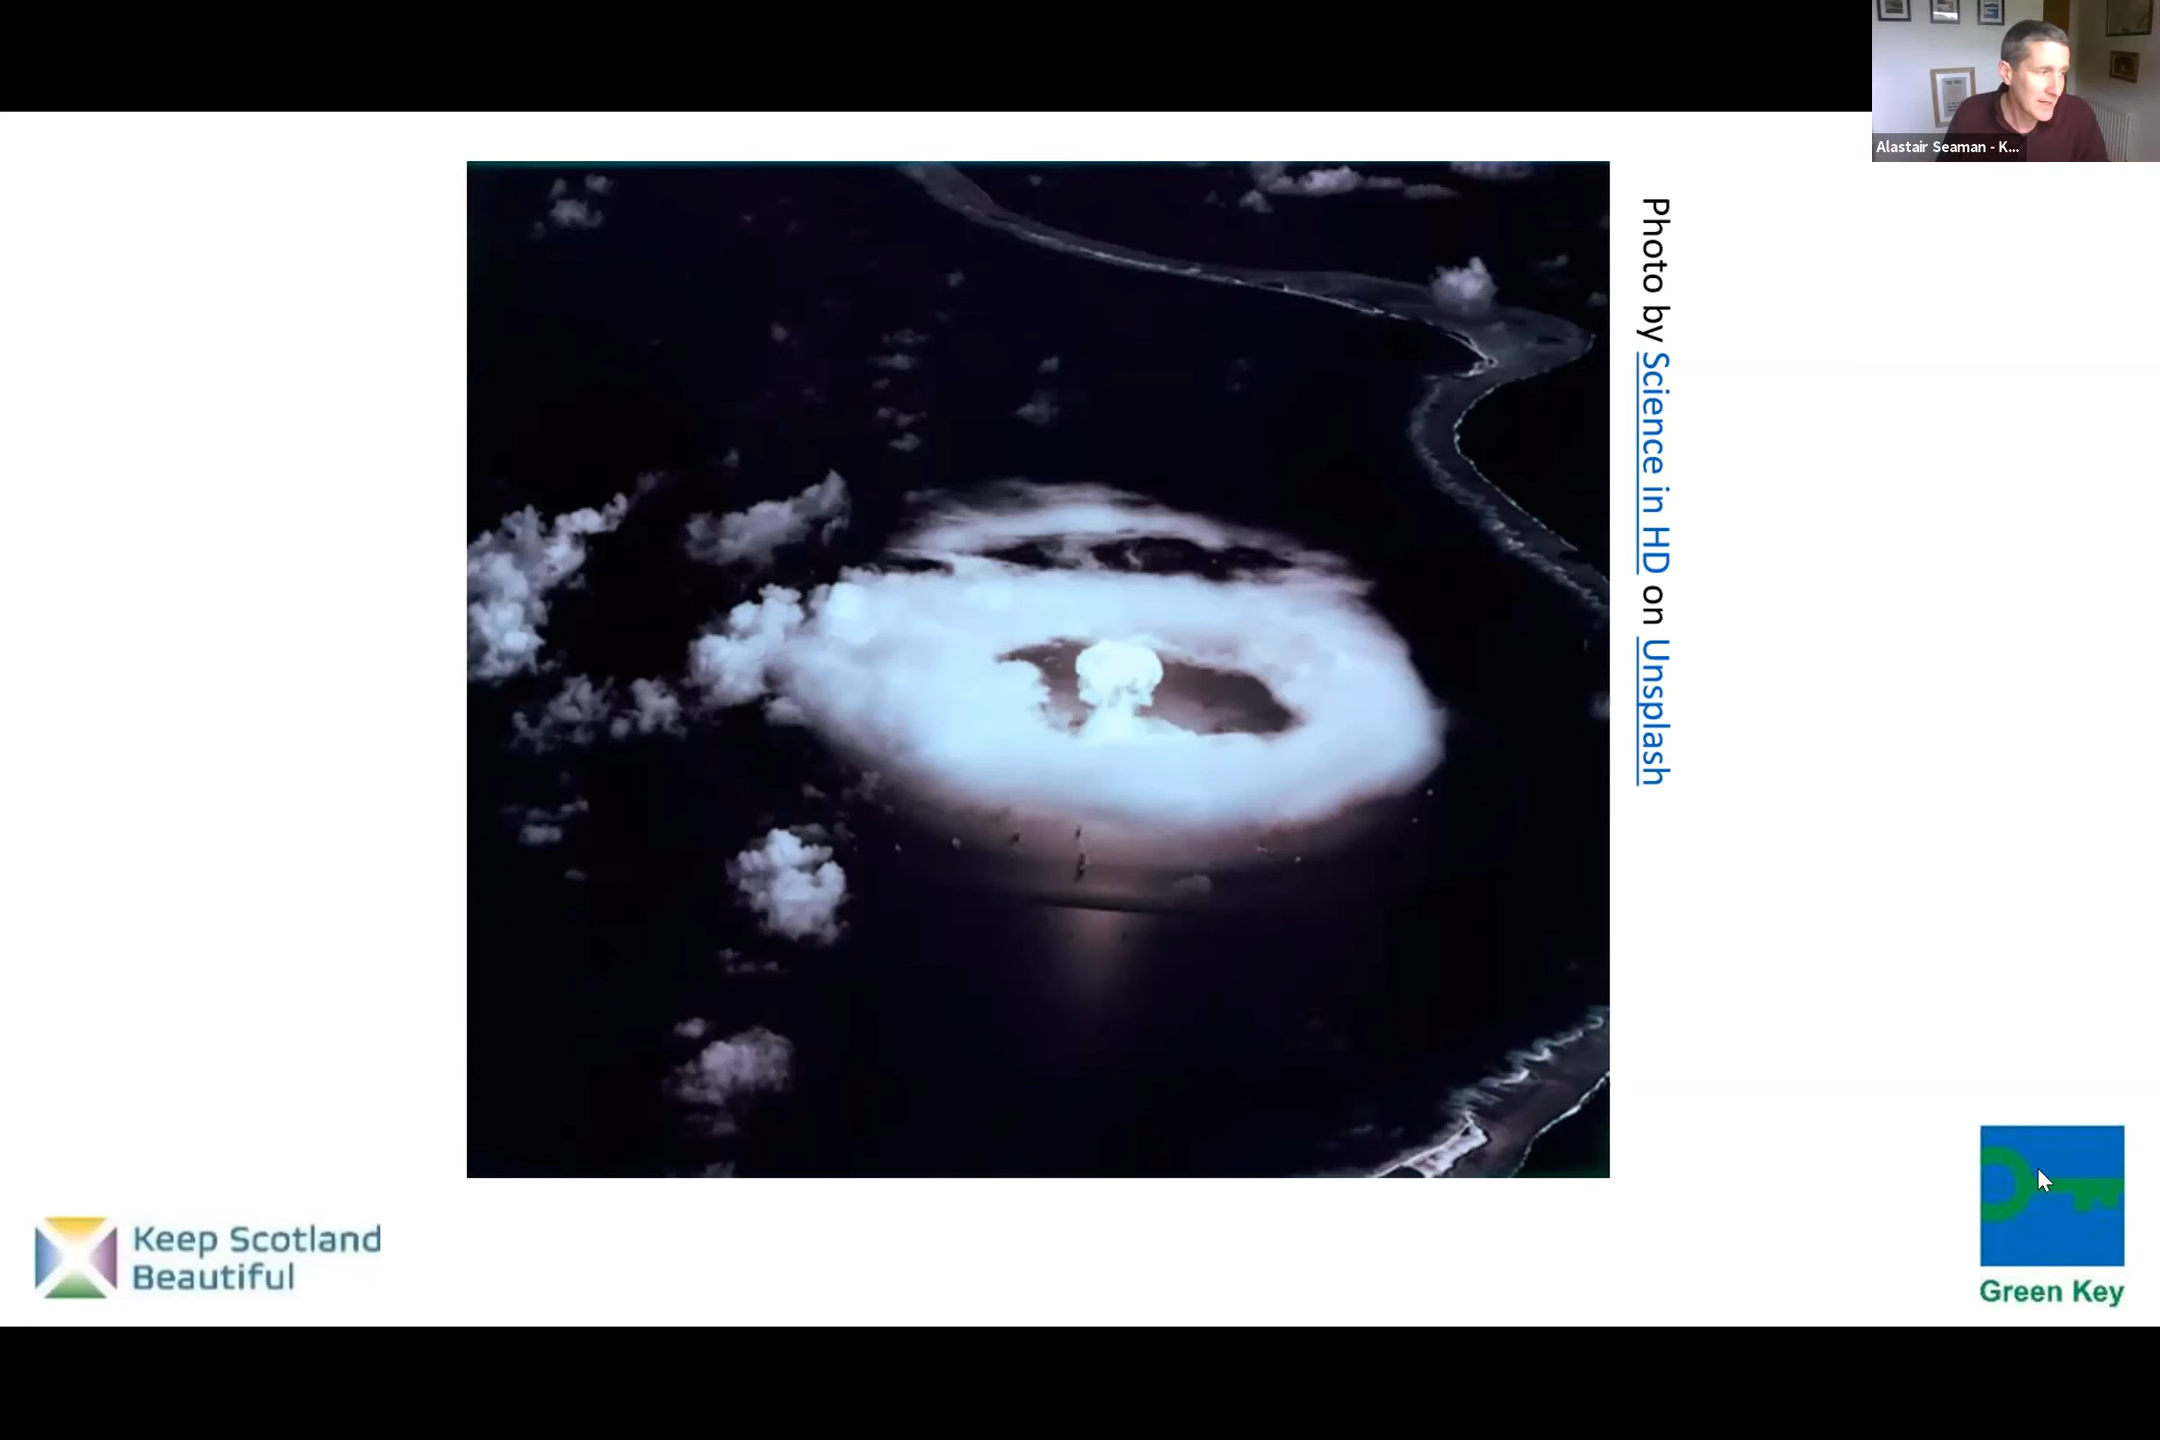 Alastair Seaman - K...
Photo by Science in HD on Unsplash
Keep Scotland
Beautiful
Green Key